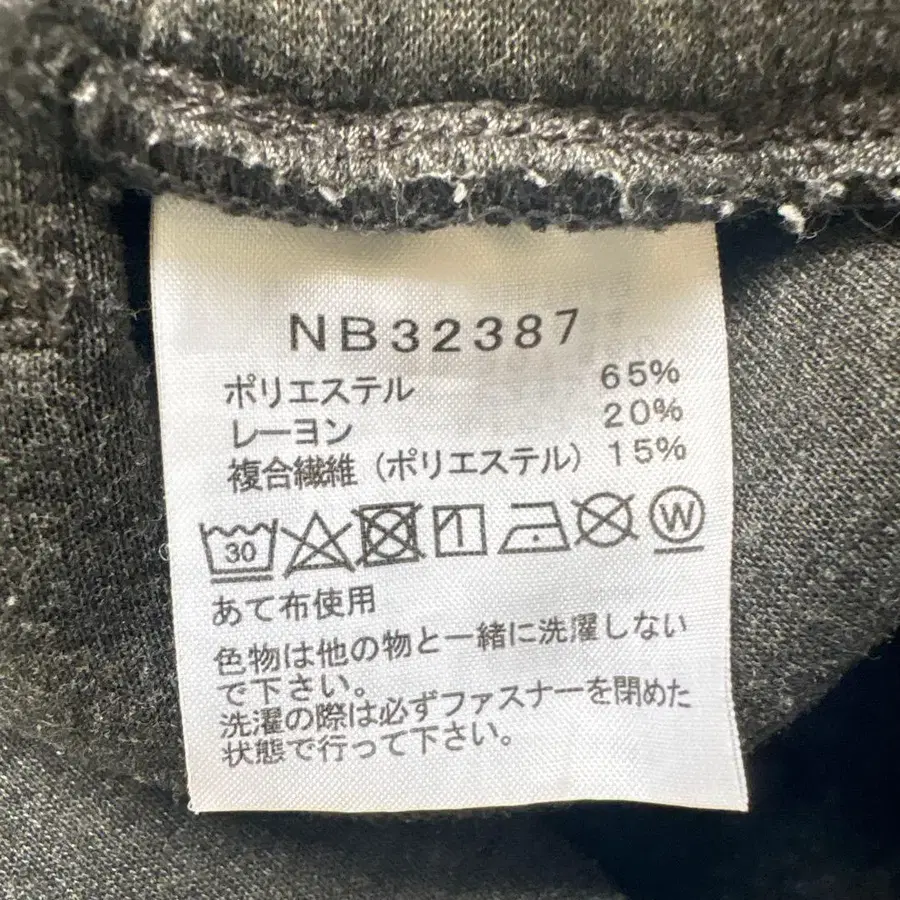 NB32387
ポリエステル 65%
レーヨン 20%
複合繊維（ポリエステル）15%
30 W
あて布使用
色物は他の物と一緒に洗濯しない
で下さい。
洗濯の際は必ずファスナーを閉めた
状態で行って下さい。